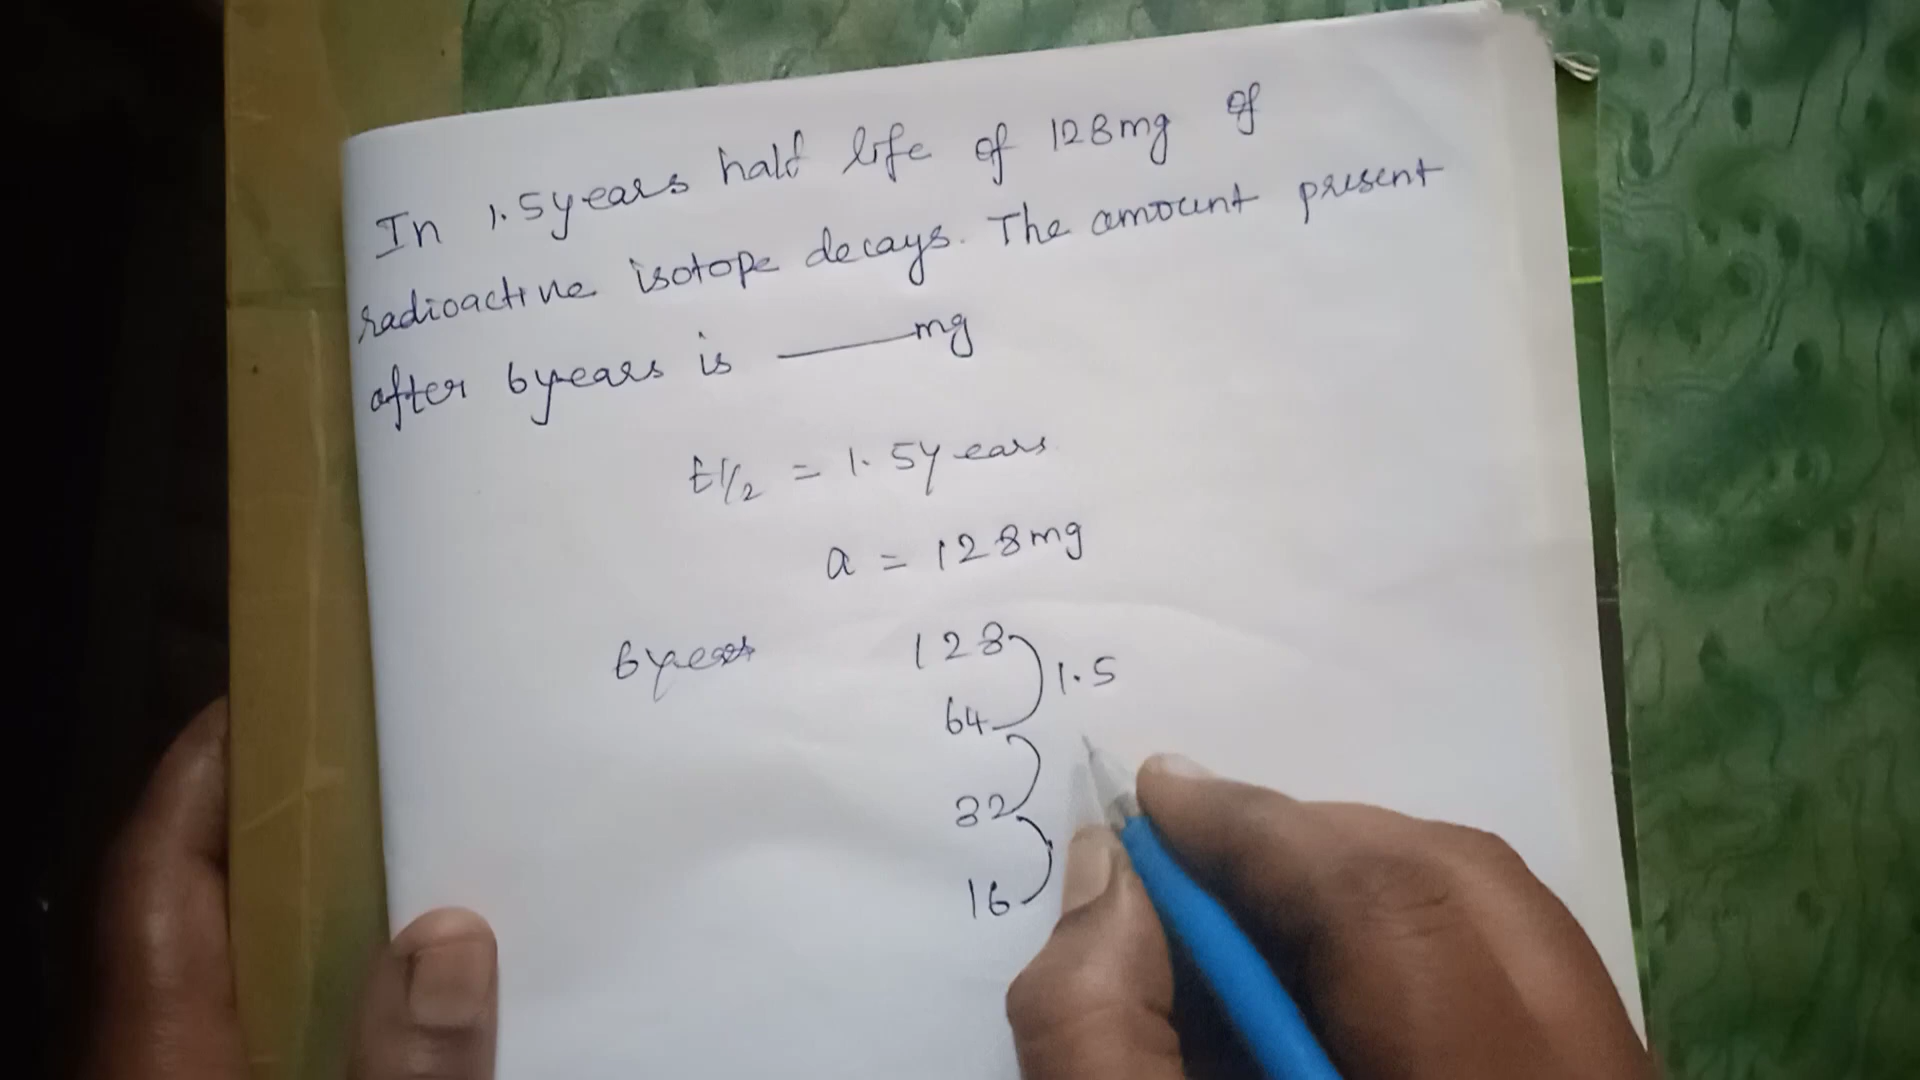 In 1.5years half life of 128mg of
radioactive isotope decays. The amount present
after 6years is ____mg
t1/2 = 1.5years
a = 128mg
6years
128
1.5
64
32
16